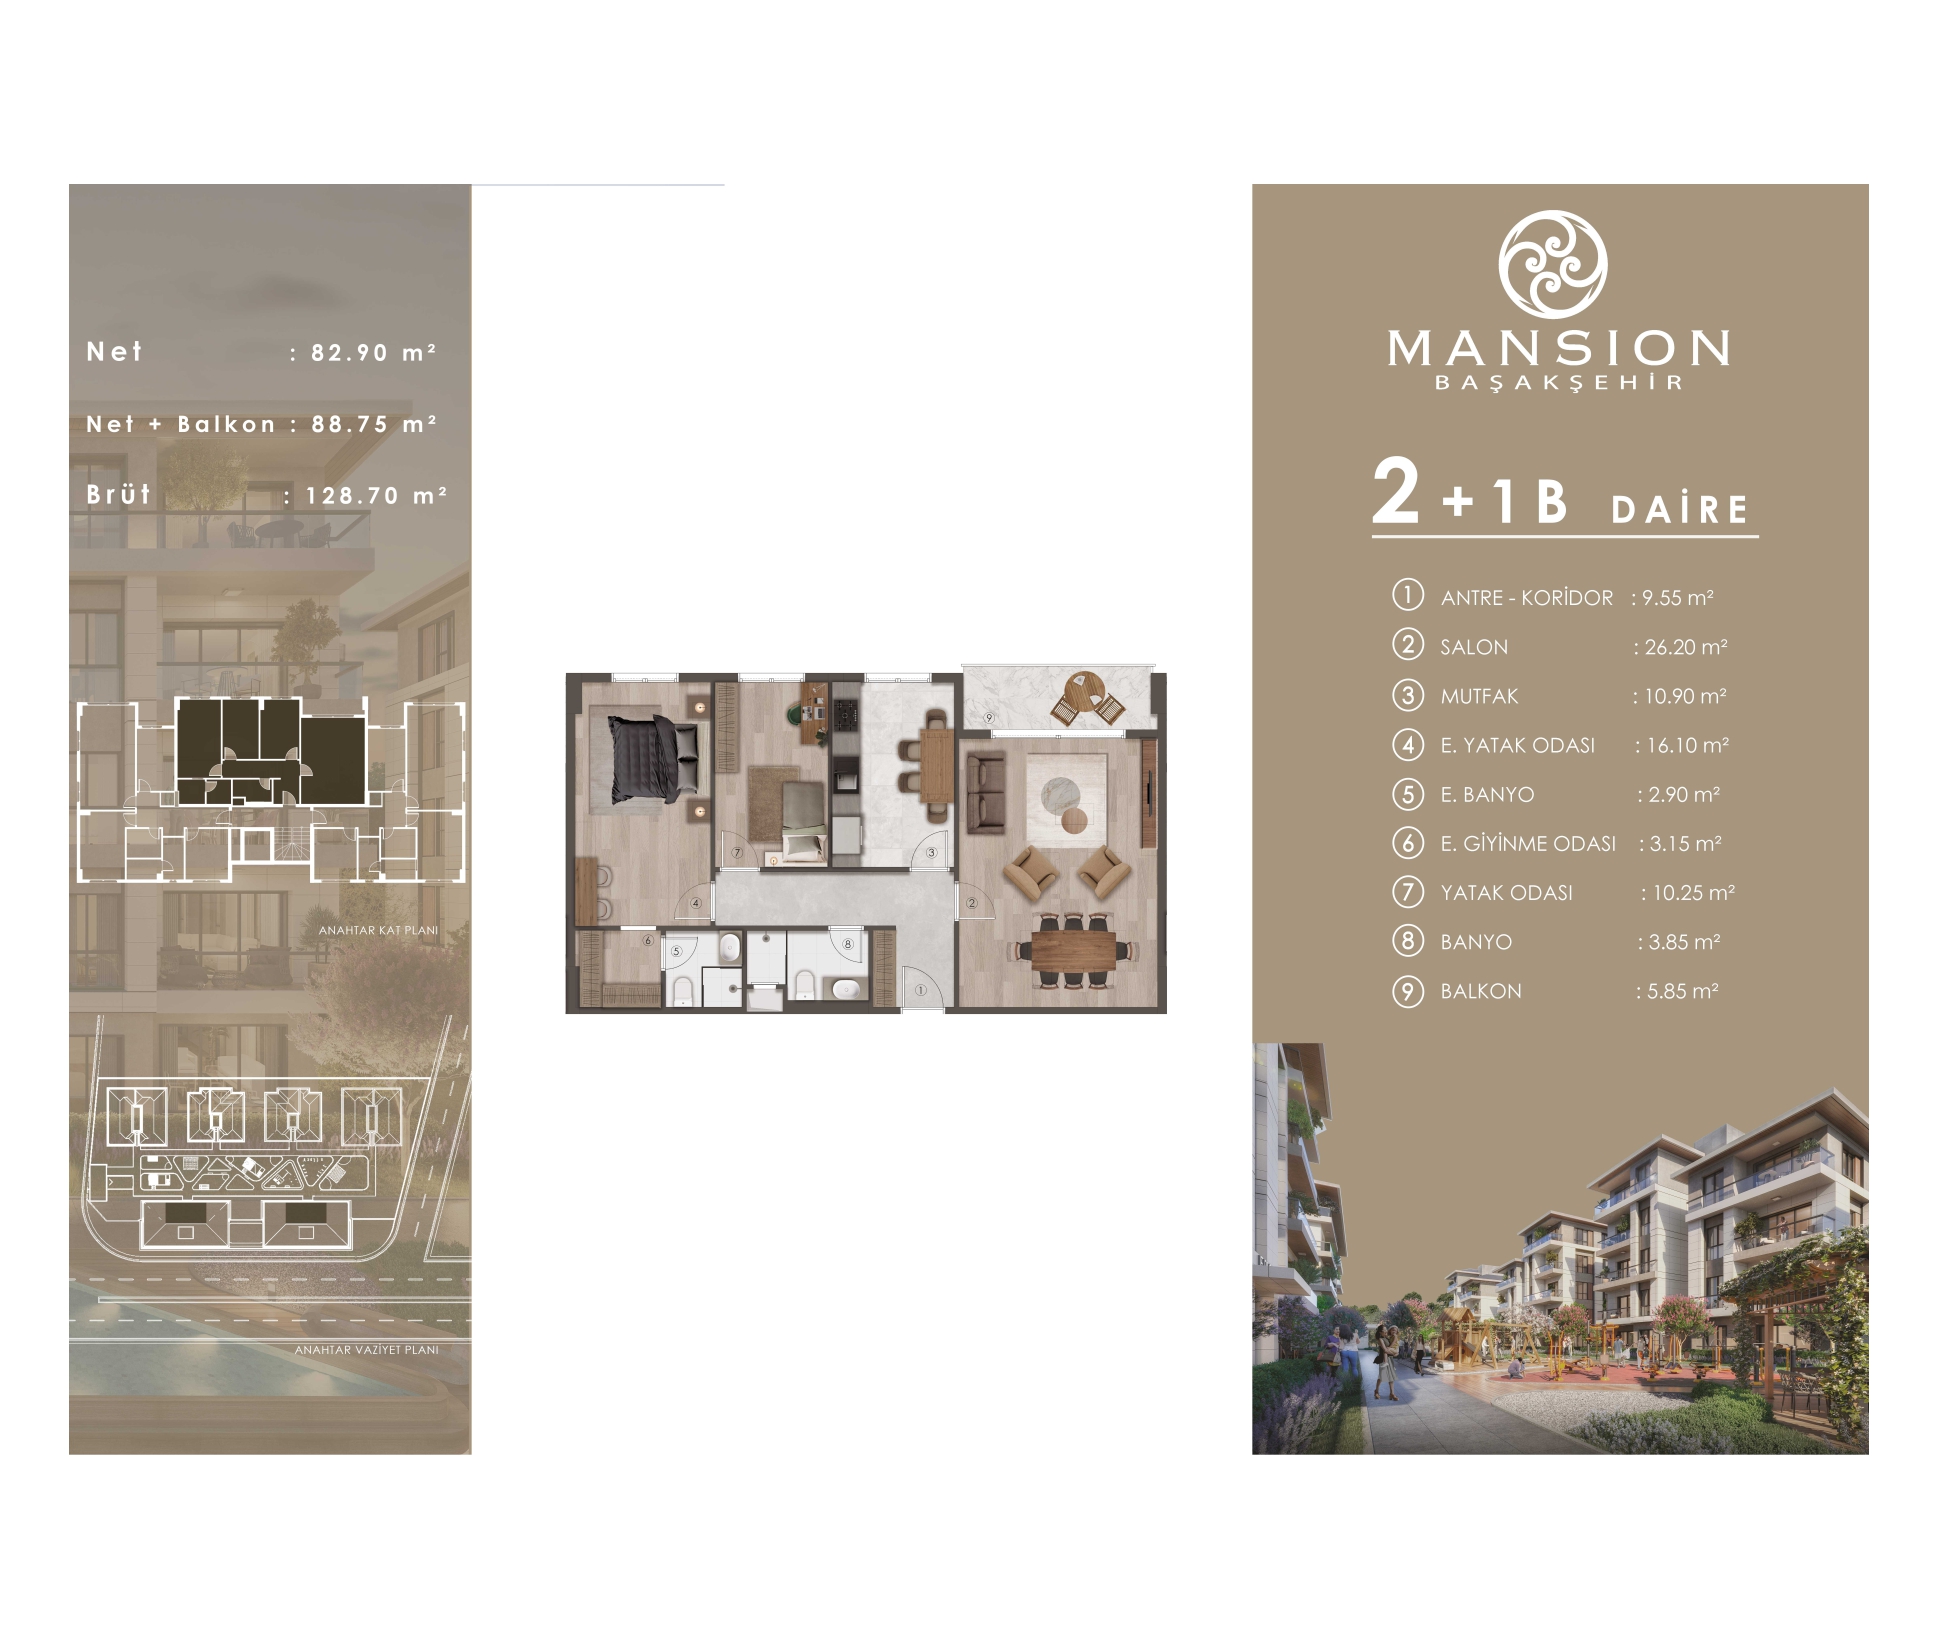 Net : 82.90 m²
Net + Balkon : 88.75 m²
Brüt : 128.70 m²
ANAHTAR KAT PLANI
ANAHTAR VAZİYET PLANI
9
7
3
4
2
6
5
8
1
MANSION
BAŞAKŞEHİR
2+1B DAİRE
1 ANTRE - KORİDOR : 9.55 m²
2 SALON : 26.20 m²
3 MUTFAK : 10.90 m²
4 E. YATAK ODASI : 16.10 m²
5 E. BANYO : 2.90 m²
6 E. GİYİNME ODASI : 3.15 m²
7 YATAK ODASI : 10.25 m²
8 BANYO : 3.85 m²
9 BALKON : 5.85 m²